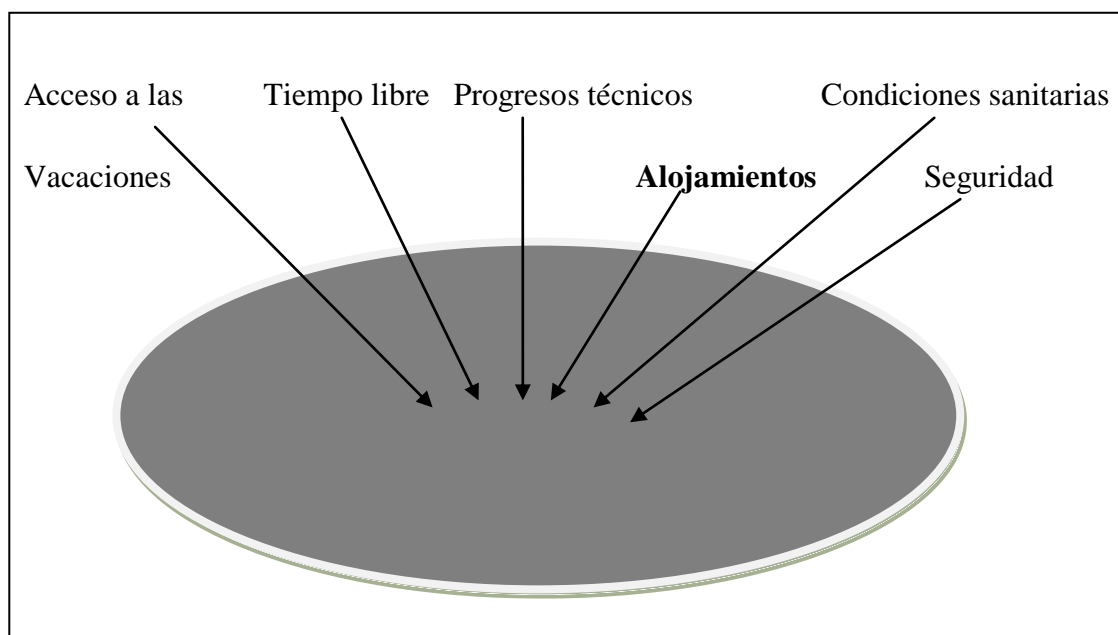 Acceso a las Tiempo libre Progresos técnicos Condiciones sanitarias
Vacaciones Alojamientos Seguridad